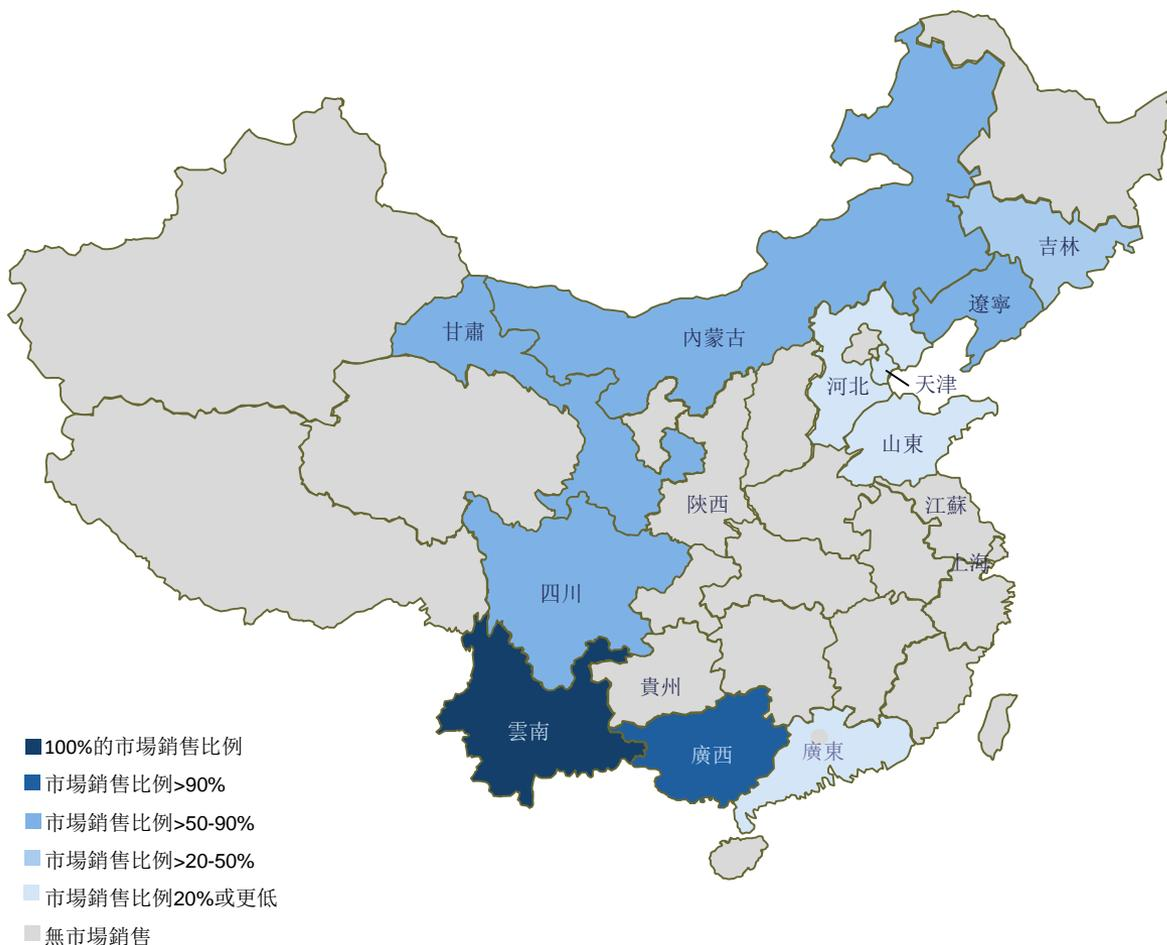 吉林
遼寧
甘肅
內蒙古
河北
天津
山東
陝西
江蘇
上海
四川
貴州
雲南
廣西
廣東
100%的市場銷售比例
市場銷售比例>90%
市場銷售比例>50-90%
市場銷售比例>20-50%
市場銷售比例20%或更低
無市場銷售